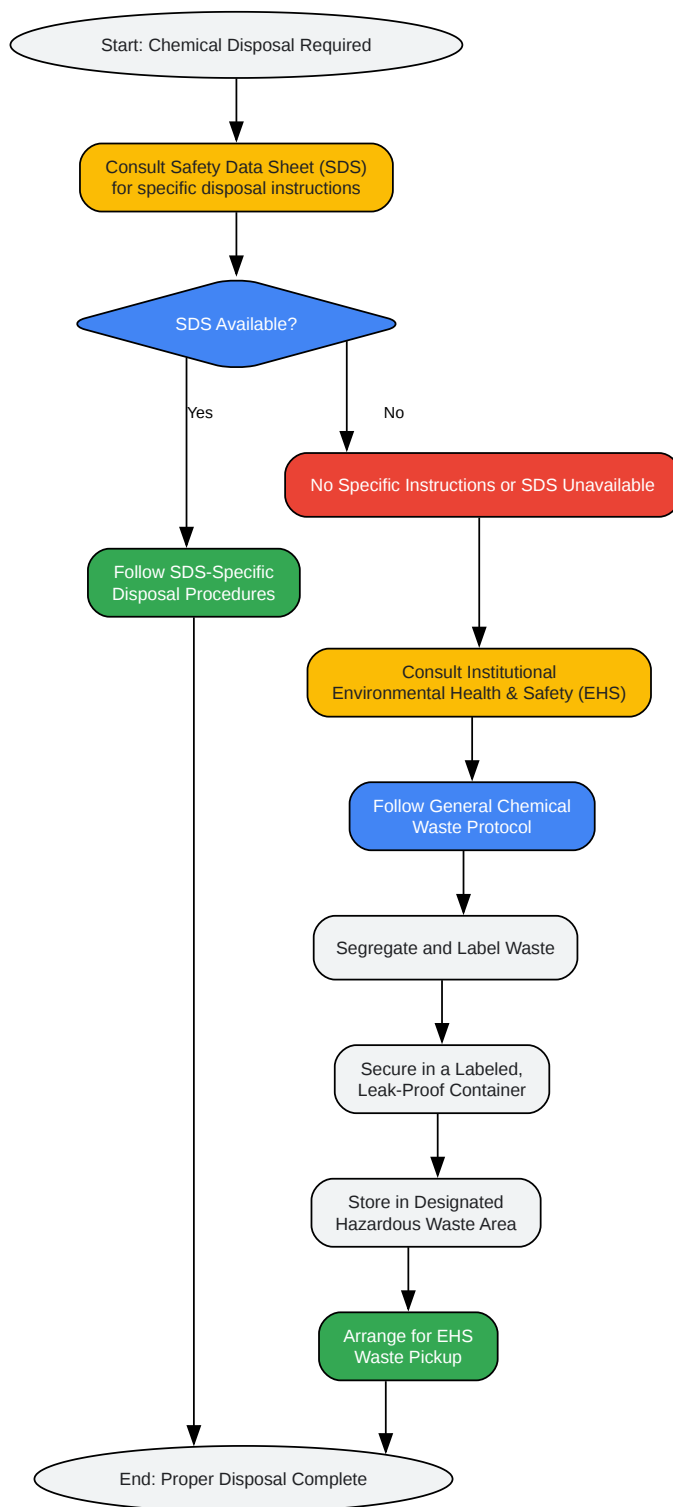 Start: Chemical Disposal Required
Consult Safety Data Sheet (SDS)
for specific disposal instructions
SDS Available?
Yes
No
No Specific Instructions or SDS Unavailable
Follow SDS-Specific
Disposal Procedures
Consult Institutional
Environmental Health & Safety (EHS)
Follow General Chemical
Waste Protocol
Segregate and Label Waste
Secure in a Labeled,
Leak-Proof Container
Store in Designated
Hazardous Waste Area
Arrange for EHS
Waste Pickup
End: Proper Disposal Complete